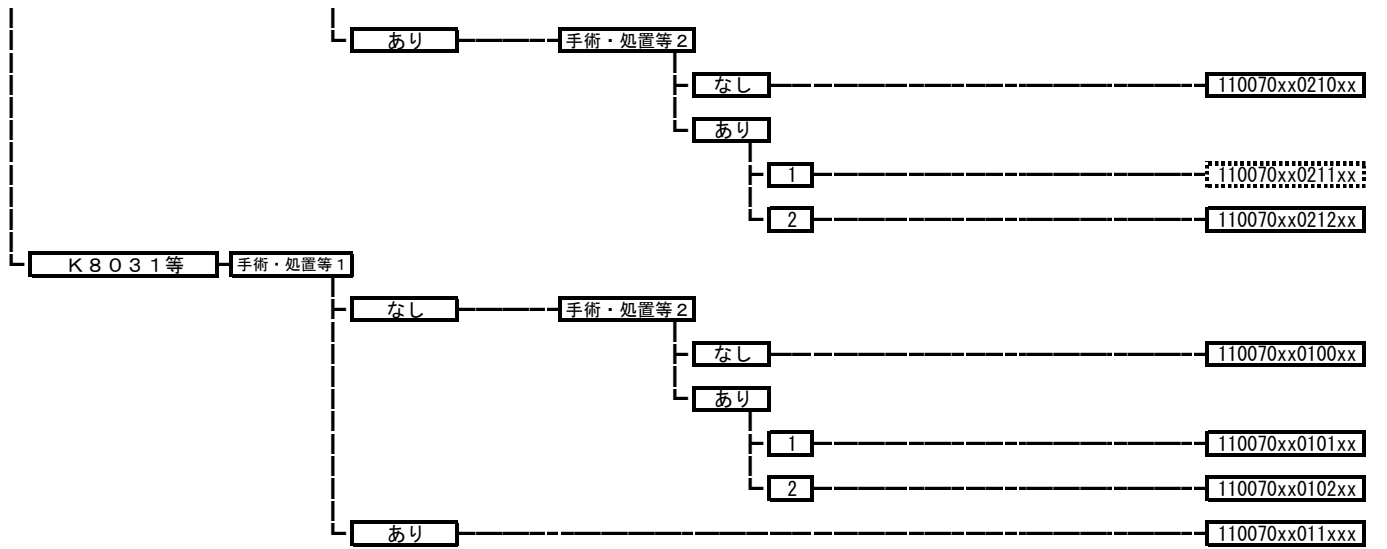 あり 手術・処置等2
なし 110070xx0210xx
あり
1 110070xx0211xx
2 110070xx0212xx
K8031等 手術・処置等1
なし 手術・処置等2
なし 110070xx0100xx
あり
1 110070xx0101xx
2 110070xx0102xx
あり 110070xx011xxx